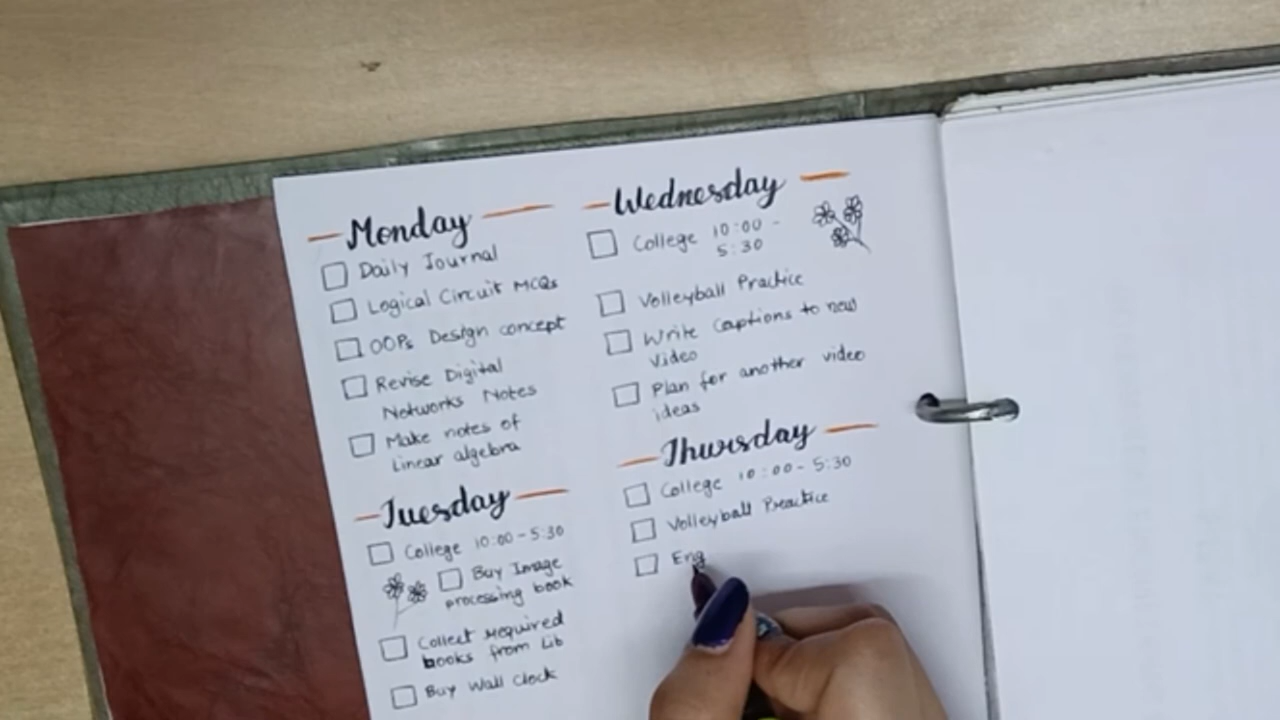 Monday
Daily Journal
Logical Circuit MCQs
OOPs Design concept
Revise Digital
Networks Notes
Make notes of
Linear algebra
Tuesday
College 10:00 - 5:30
Buy Image
processing book
Collect required
books from Lib
Buy Wall Clock
Wednesday
College 10:00 -
5:30
Volleyball Practice
Write Captions to new
Video
Plan for another video
ideas
Thursday
College 10:00 - 5:30
Volleyball Practice
Eng